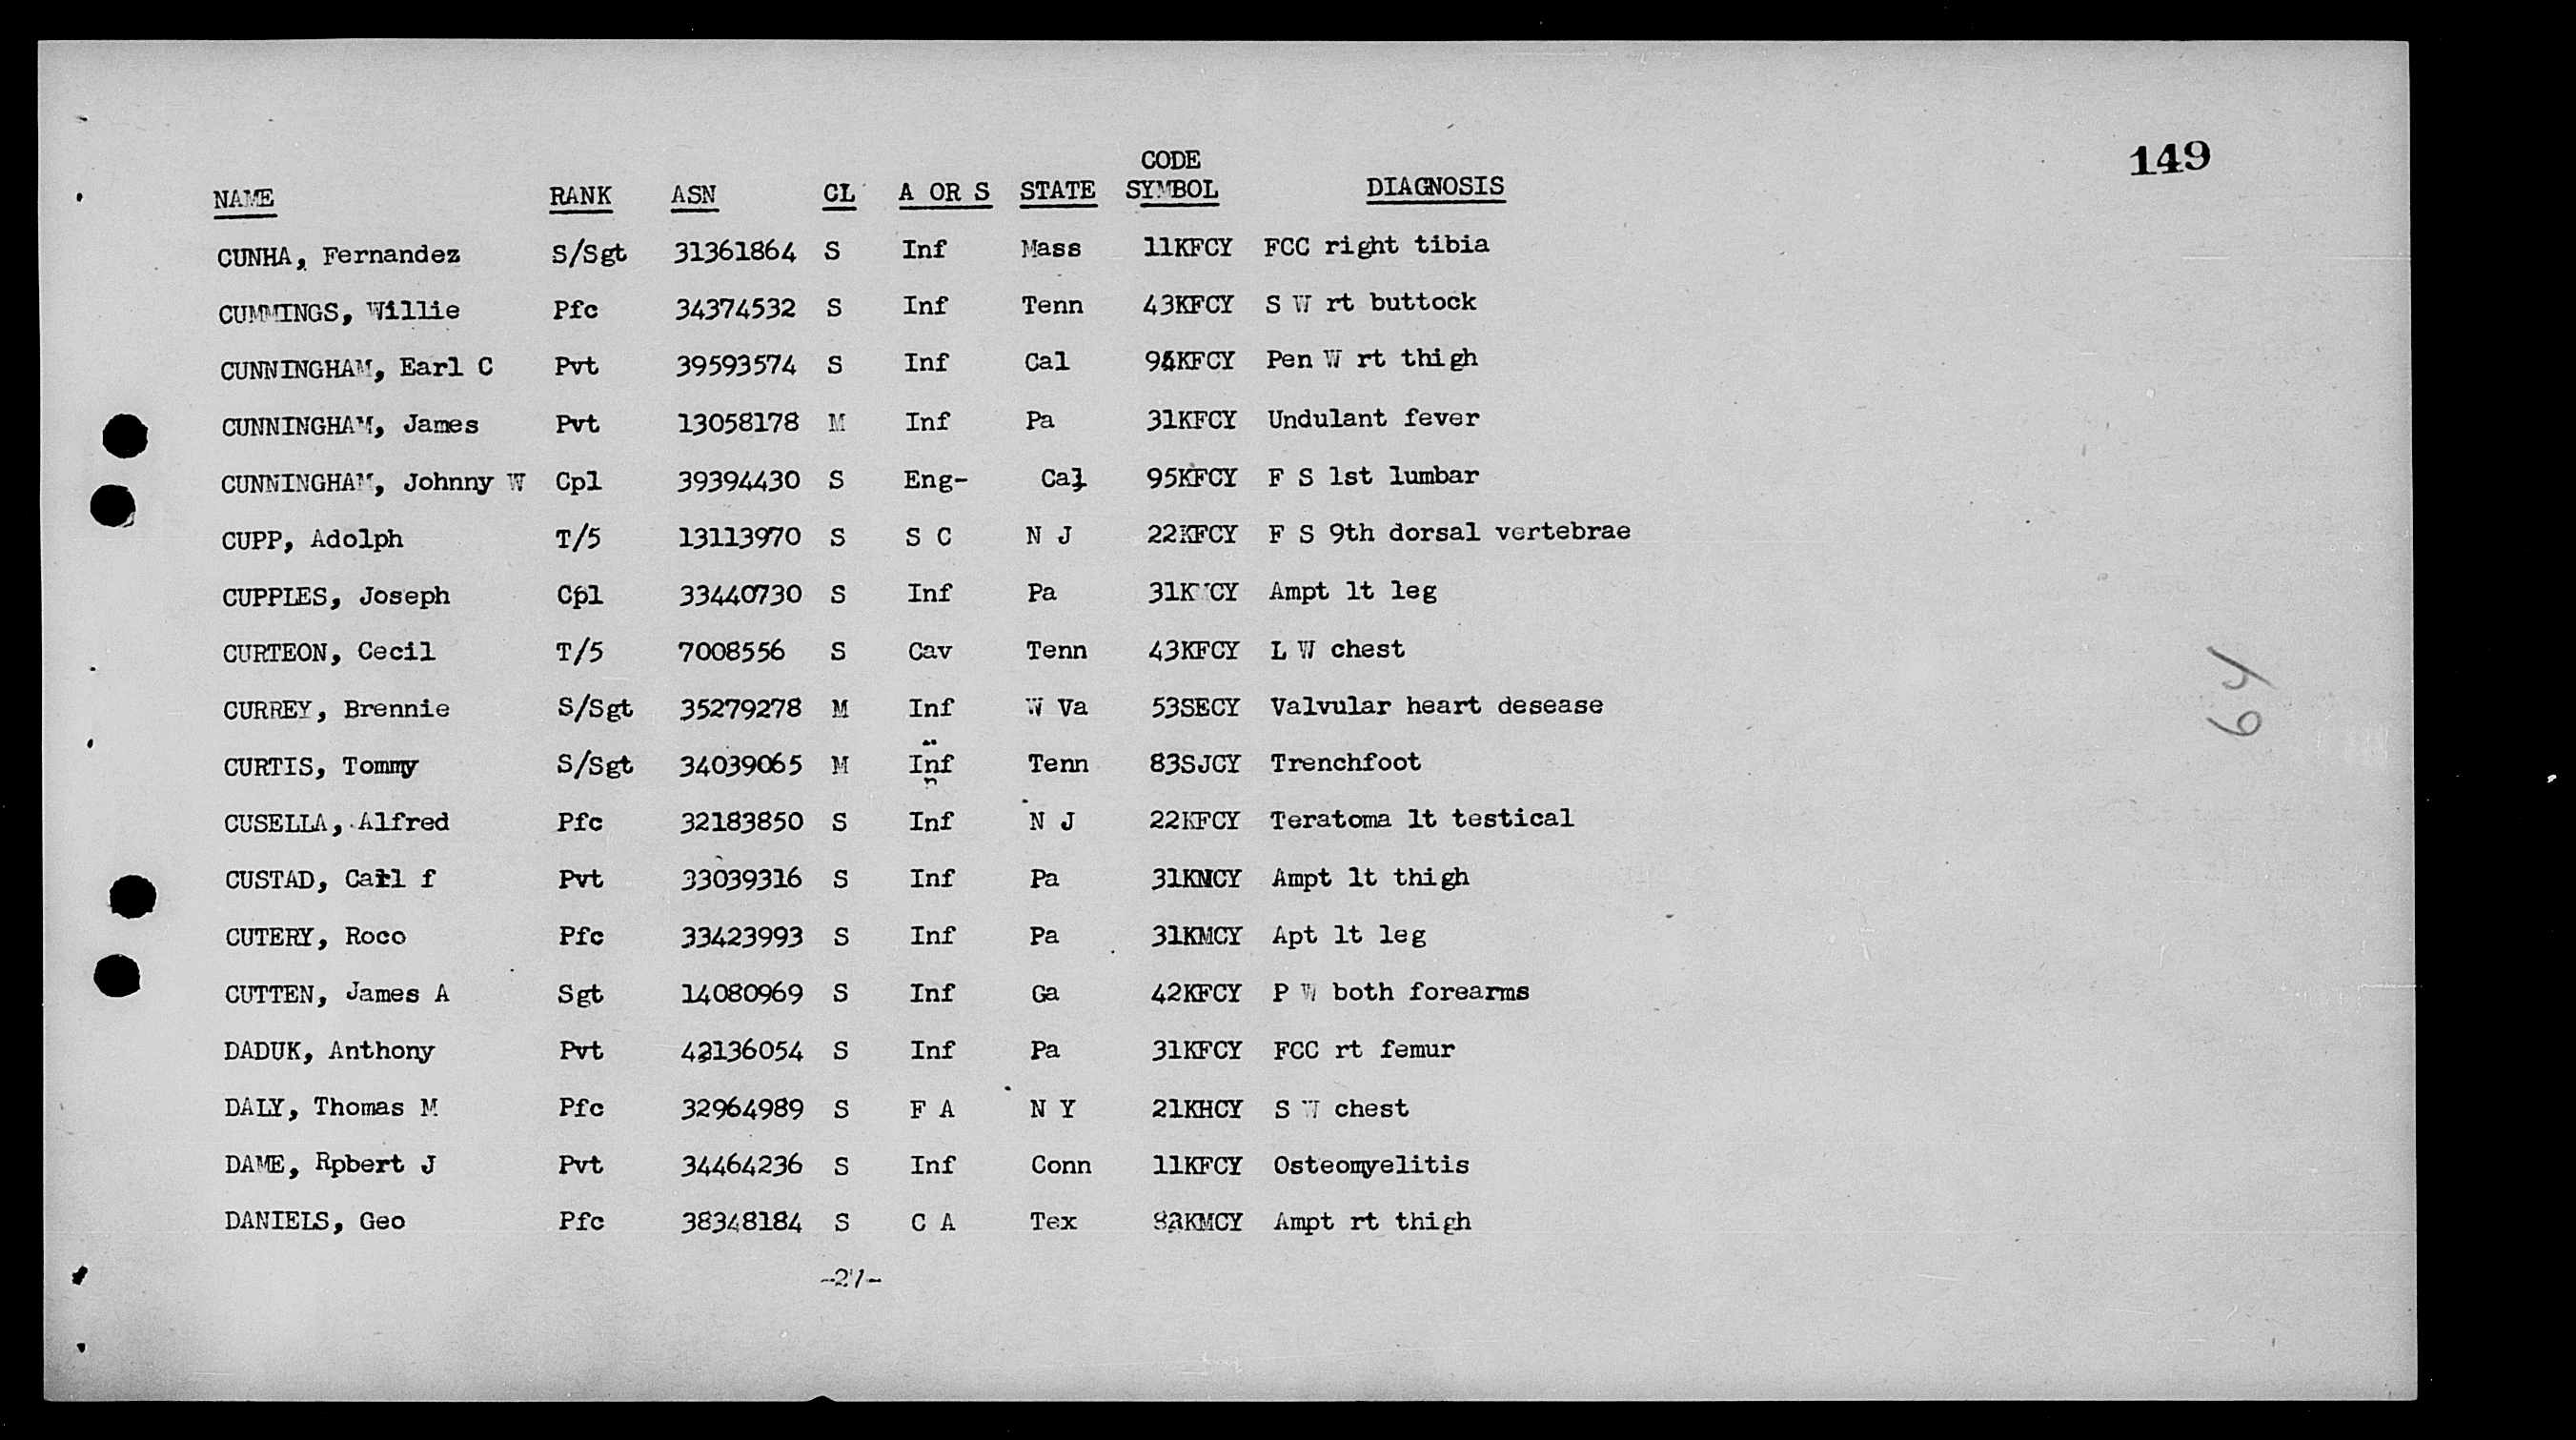 149
CODE
NAME RANK ASN CL A OR S STATE SYMBOL DIAGNOSIS
CUNHA, Fernandez S/Sgt 31361864 S Inf Mass 11KFCY FCC right tibia
CUMMINGS, Willie Pfc 34374532 S Inf Tenn 43KFCY S W rt buttock
CUNNINGHAM, Earl C Pvt 39593574 S Inf Cal Pen W rt thigh
CUNNINGHAM, James Pvt 13058178 M Inf Pa 31KFCY Undulant fever
CUNNINGHAM, Johnny W Cpl 39394430 S Eng- Cal 95KFCY F S 1st lumbar
CUPP, Adolph T/5 13113970 S S C N J 22KFCY F S 9th dorsal vertebrae
CUPPLES, Joseph Cpl 33440730 S Inf Pa Ampt lt leg
CURTEON, Cecil T/5 7008556 S Cav Tenn 43KFCY L W chest
CURREY, Brennie S/Sgt 35279278 M Inf W Va 53SECY Valvular heart desease
CURTIS, Tommy S/Sgt 34039065 M Inf Tenn 83SJCY Trenchfoot
CUSELLA, Alfred Pfc 32183850 S Inf N J 22KFCY Teratoma lt testical
CUSTAD, Carl f Pvt 33039316 S Inf Pa 31KMCY Ampt lt thigh
CUTERY, Roco Pfc 33423993 S Inf Pa 31KMCY Apt lt leg
CUTTEN, James A Sgt 14080969 S Inf Ga 42KFCY P W both forearms
DADUK, Anthony Pvt S Inf Pa 31KFCY FCC rt femur
DALY, Thomas M Pfc 32964989 S F A N Y 21KHCY S W chest
DAME, Rpbert J Pvt 34464236 S Inf Conn 11KFCY Osteomyelitis
DANIELS, Geo Pfc 38348184 S C A Tex Ampt rt thigh
-27-
64